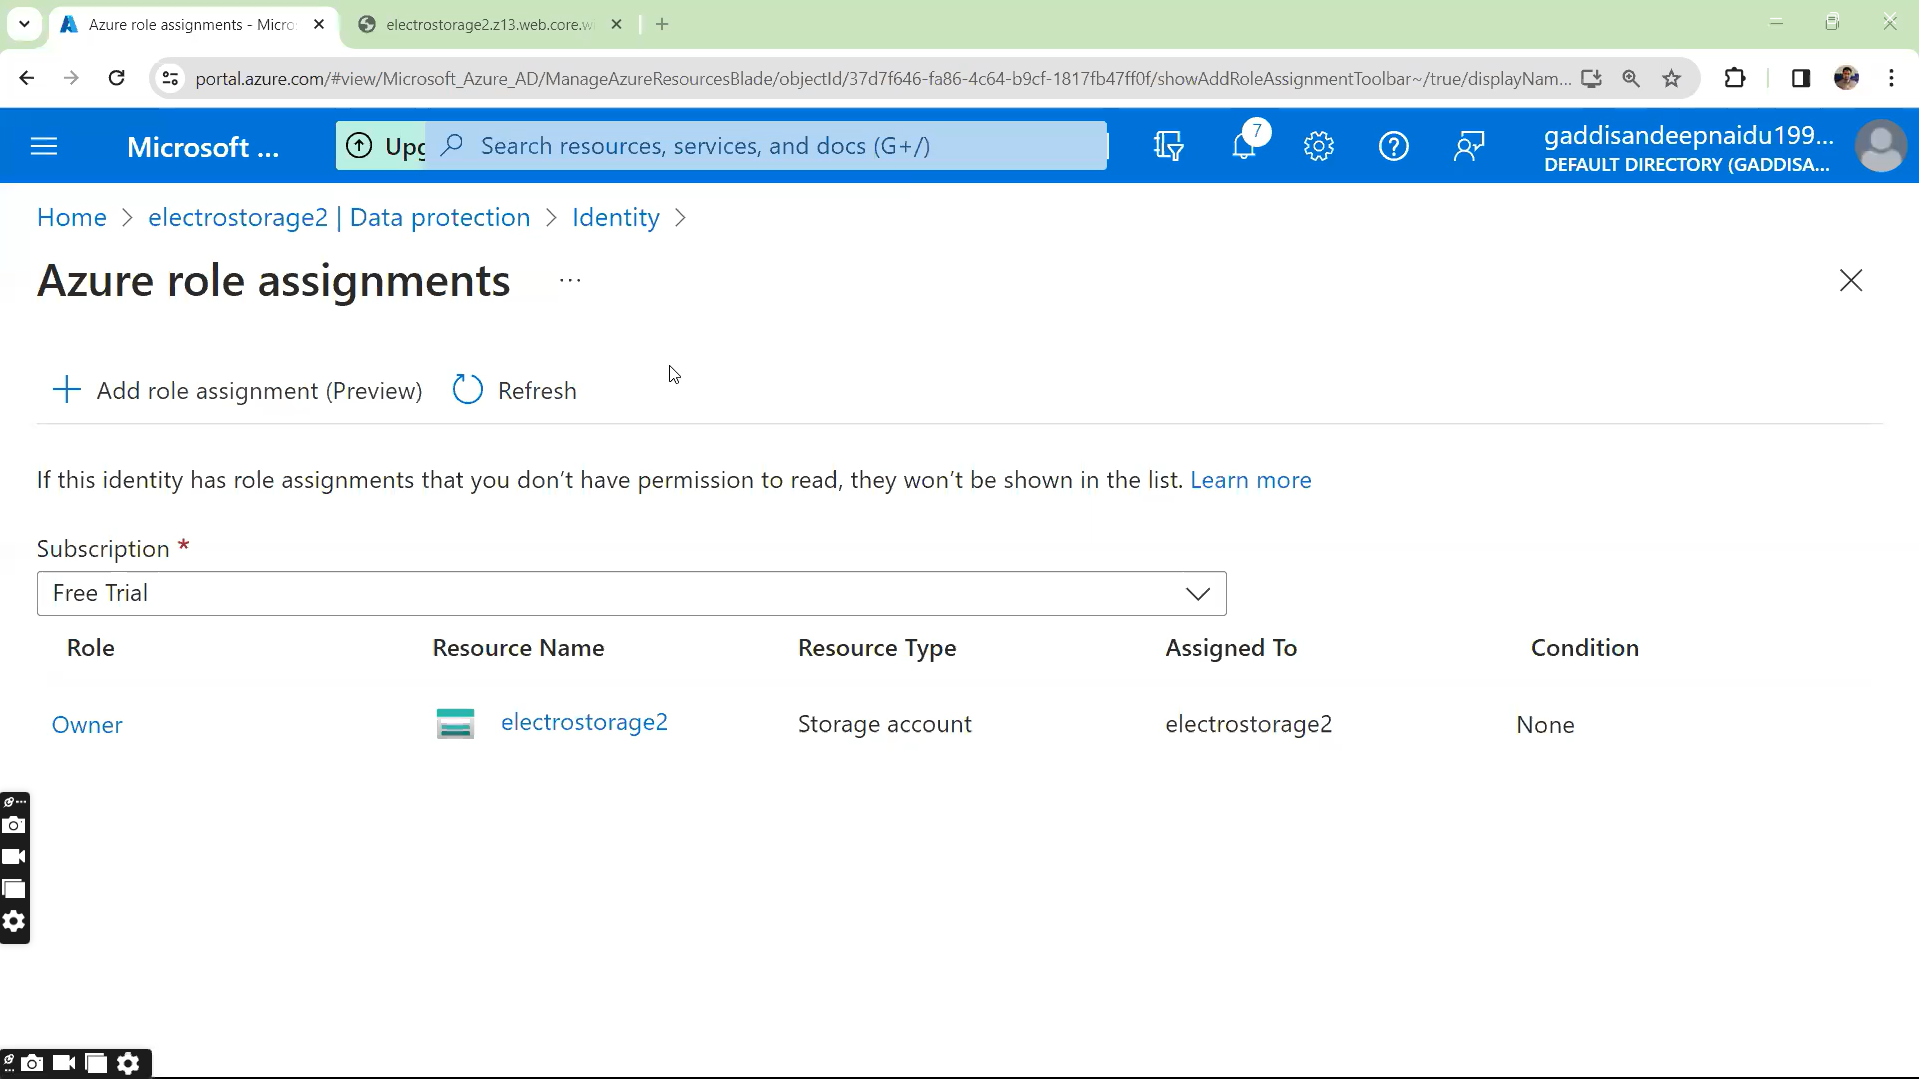 Azure role assignments - Micro
electrostorage2.z13.web.core.w
portal.azure.com/#view/Microsoft_Azure_AD/ManageAzureResourcesBlade/objectId/37d7f646-fa86-4c64-b9cf-1817fb47ff0f/showAddRoleAssignmentToolbar~/true/displayNam...
Microsoft ...
Upg
Search resources, services, and docs (G+/)
7
gaddisandeepnaidu199...
DEFAULT DIRECTORY (GADDISA...
Home > electrostorage2 | Data protection > Identity >
Azure role assignments ...
Add role assignment (Preview)
Refresh
If this identity has role assignments that you don't have permission to read, they won't be shown in the list. Learn more
Subscription *
Free Trial
Role Resource Name Resource Type Assigned To Condition
Owner electrostorage2 Storage account electrostorage2 None